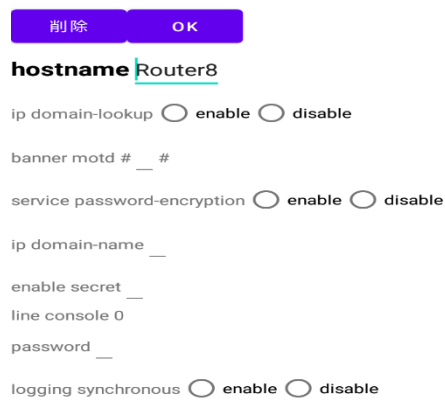 削除 OK
hostname Router8
ip domain-lookup enable disable
banner motd # __ #
service password-encryption enable disable
ip domain-name __
enable secret __
line console 0
password __
logging synchronous enable disable